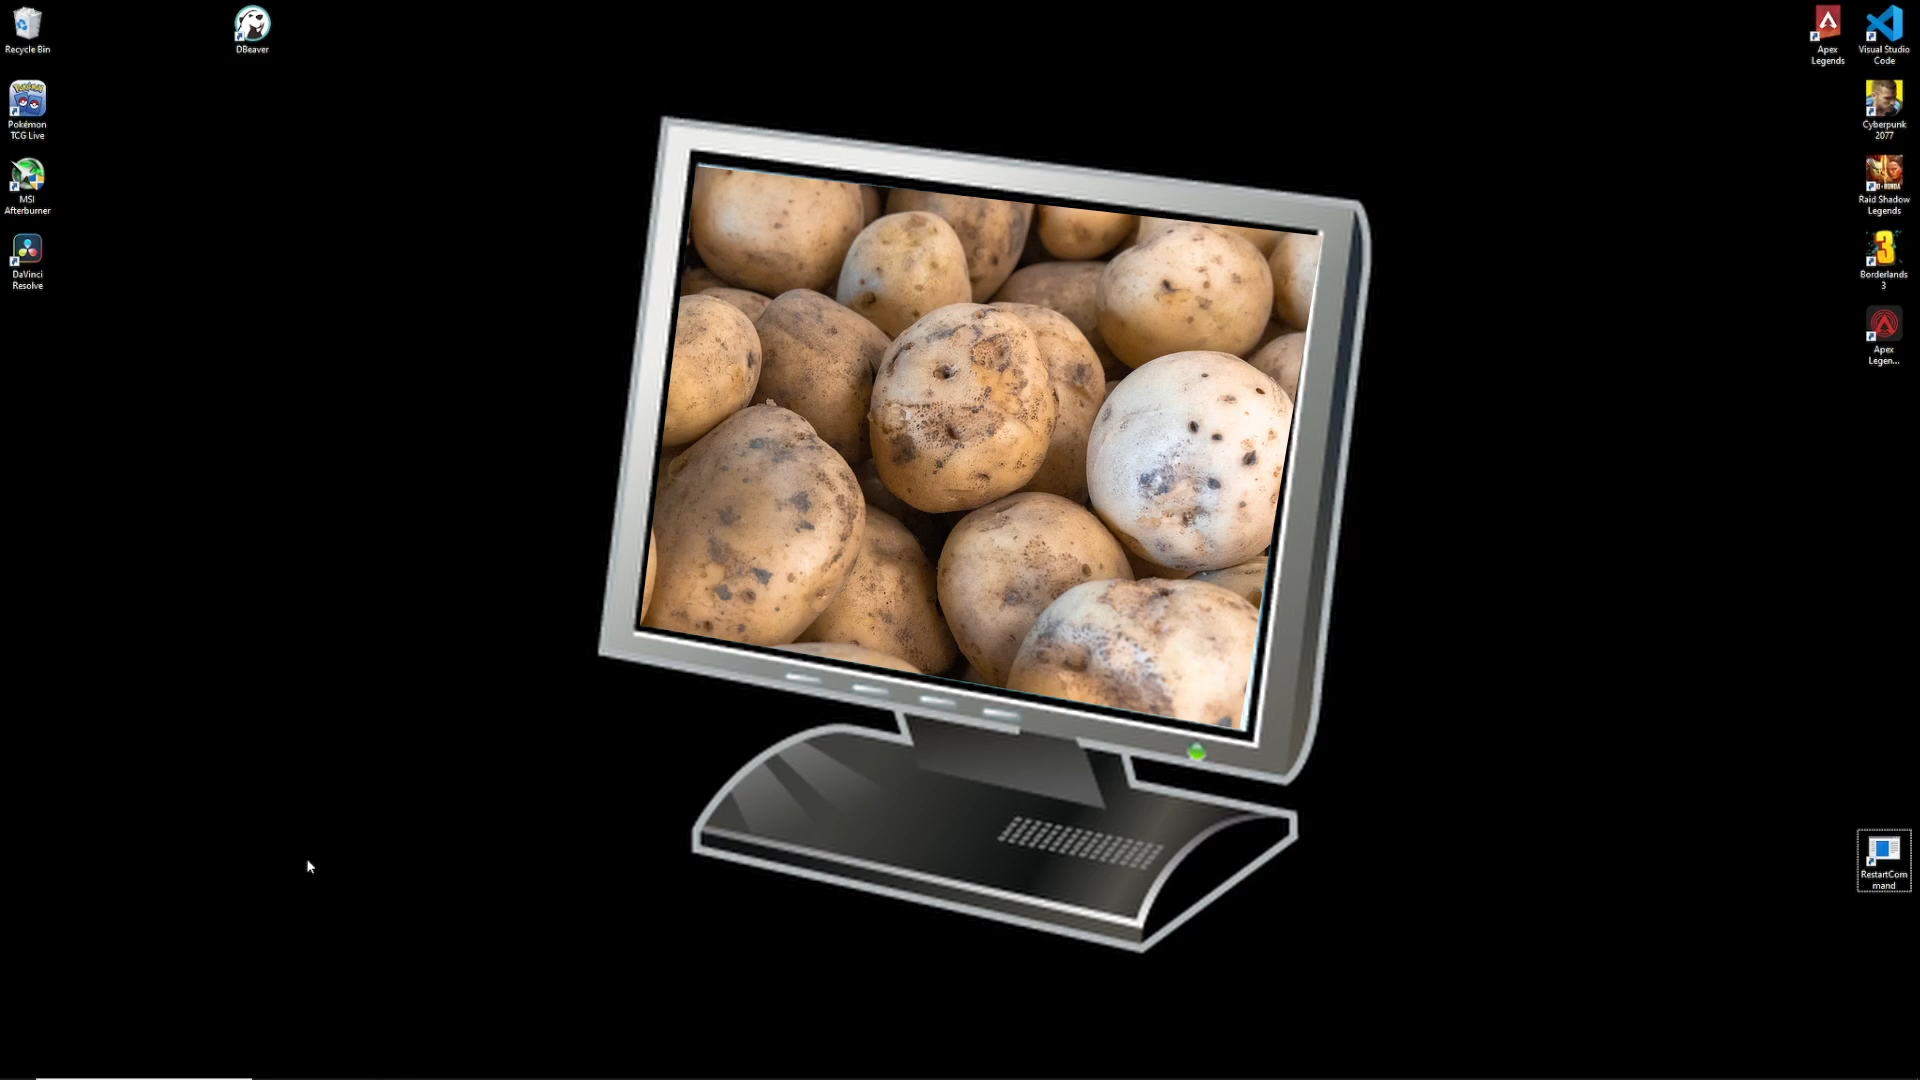 Recycle Bin
DBeaver
Apex
Legends
Visual Studio
Code
Pokémon
TCG Live
Cyberpunk
2077
MSI
Afterburner
Raid Shadow
Legends
DaVinci
Resolve
Borderlands
3
Apex
Legen...
RestartCom
mand